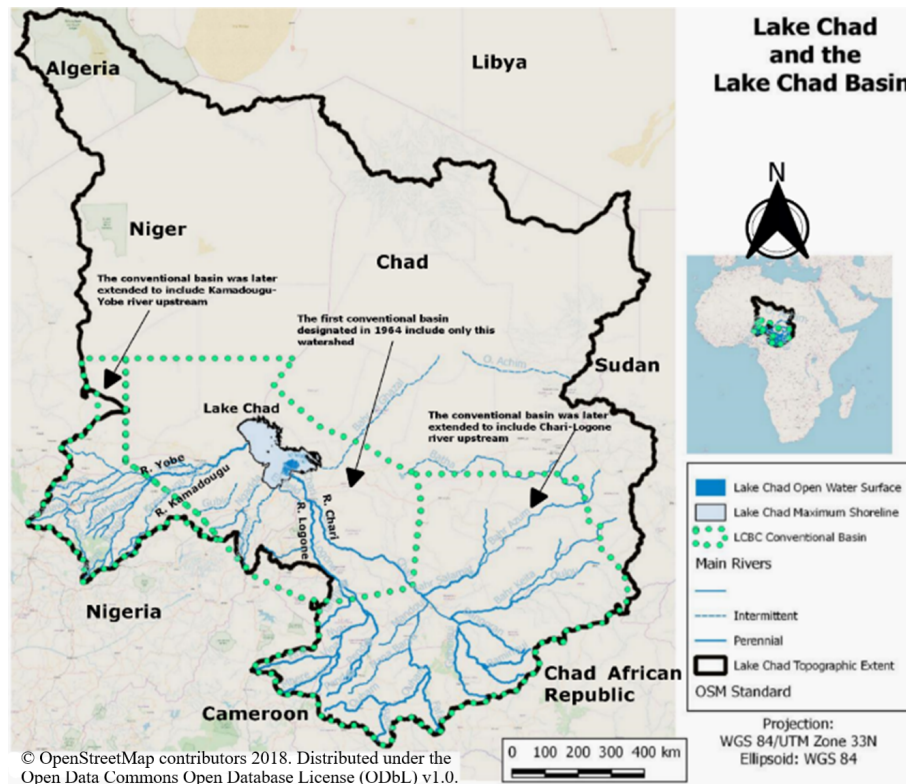 Lake Chad
and the
Lake Chad Basin
Algeria
Libya
Niger
Chad
Sudan
The conventional basin was later
extended to include Kamadougu-
Yobe river upstream
The first conventional basin
designated in 1964 include only this
watershed
The conventional basin was later
extended to include Chari-Logone
river upstream
O. Achim
Lake Chad
R. Yobe
R. Kamadougu
R. Chari
R. Logone
Nigeria
Cameroon
Chad African
Republic
N
Lake Chad Open Water Surface
Lake Chad Maximum Shoreline
LCBC Conventional Basin
Main Rivers
Intermittent
Perennial
Lake Chad Topographic Extent
OSM Standard
Projection:
WGS 84/UTM Zone 33N
Ellipsoid: WGS 84
0 100 200 300 400 km
© OpenStreetMap contributors 2018. Distributed under the
Open Data Commons Open Database License (ODbL) v1.0.